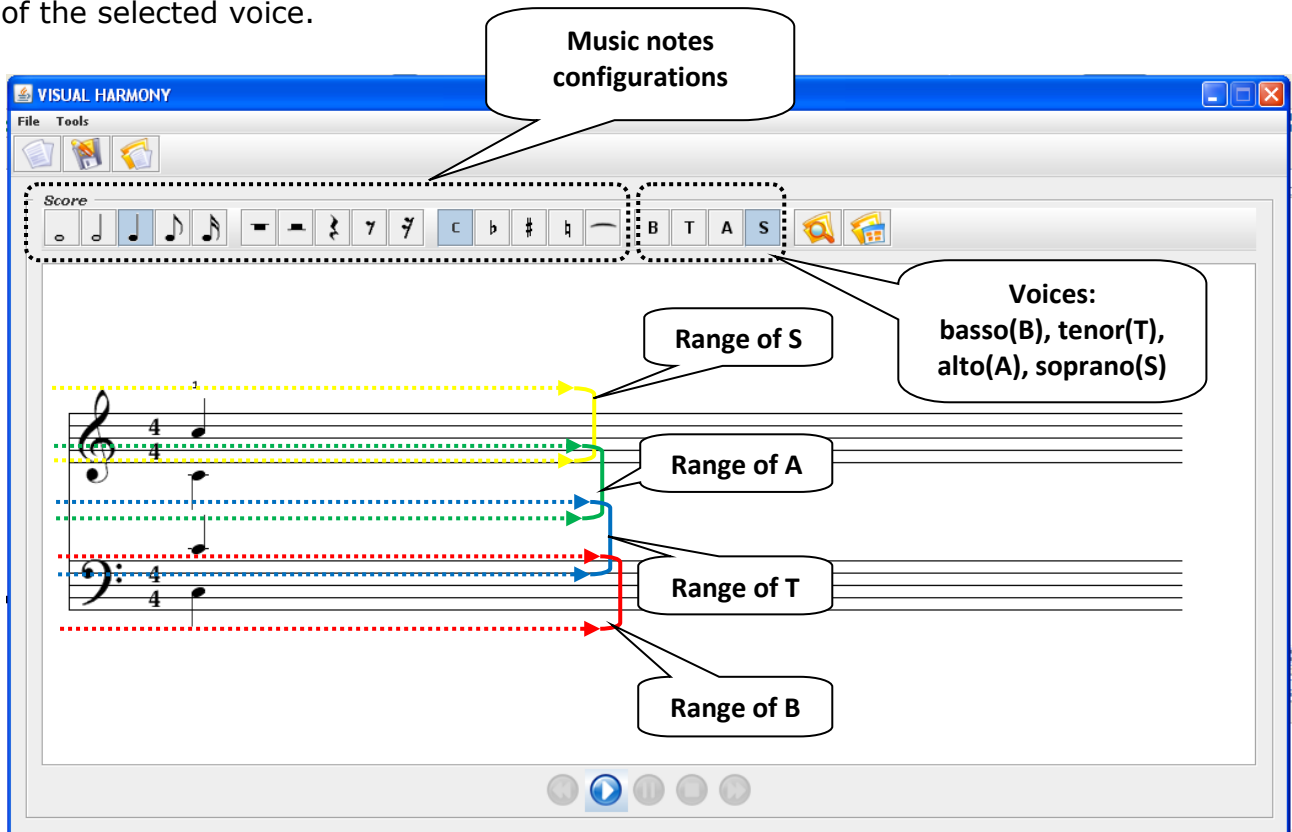 of the selected voice.
Music notes
configurations
VISUAL HARMONY
File Tools
Score
C
B T A S
Voices:
basso(B), tenor(T),
alto(A), soprano(S)
Range of S
1
4
4
Range of A
Range of T
4
4
Range of B